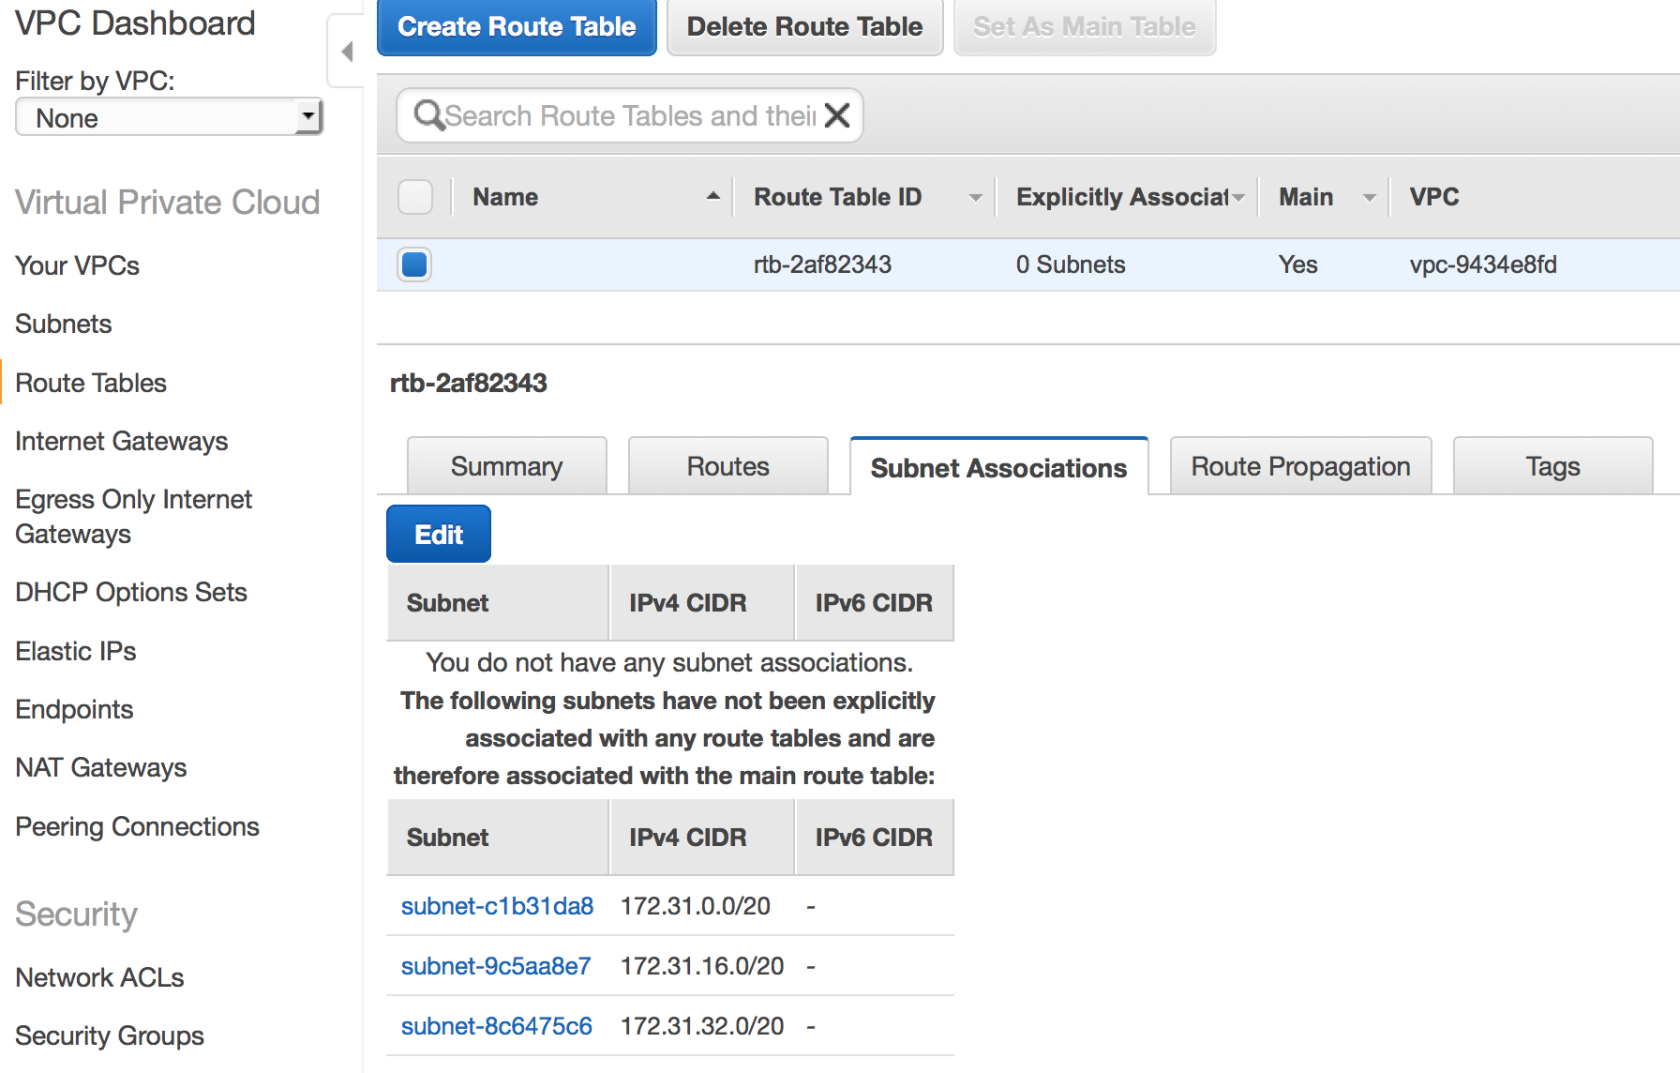 VPC Dashboard
Filter by VPC:
None
Virtual Private Cloud
Your VPCs
Subnets
Route Tables
Internet Gateways
Egress Only Internet
Gateways
DHCP Options Sets
Elastic IPs
Endpoints
NAT Gateways
Peering Connections
Security
Network ACLs
Security Groups
Create Route Table Delete Route Table Set As Main Table
Search Route Tables and their
Name Route Table ID Explicitly Associat Main VPC
rtb-2af82343 0 Subnets Yes vpc-9434e8fd
rtb-2af82343
Summary Routes Subnet Associations Route Propagation Tags
Edit
Subnet IPv4 CIDR IPv6 CIDR
You do not have any subnet associations.
The following subnets have not been explicitly
associated with any route tables and are
therefore associated with the main route table:
Subnet IPv4 CIDR IPv6 CIDR
subnet-c1b31da8 172.31.0.0/20 -
subnet-9c5aa8e7 172.31.16.0/20 -
subnet-8c6475c6 172.31.32.0/20 -